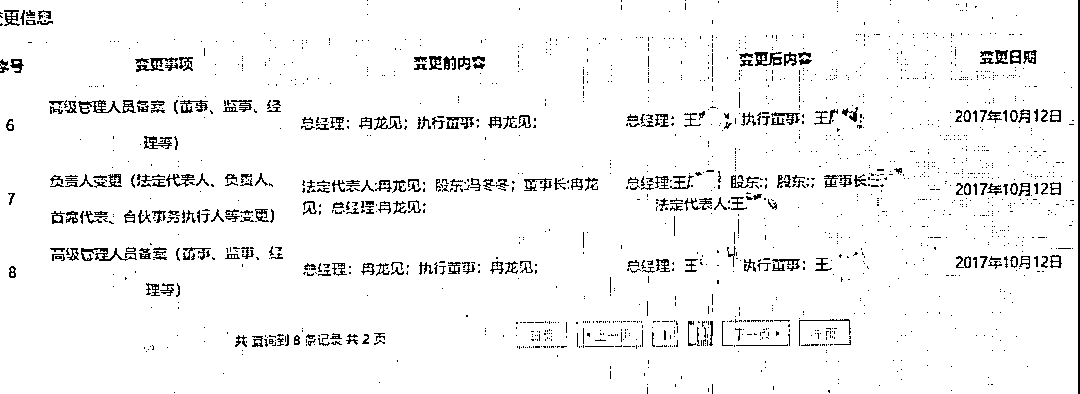 变更信息
序号 变更事项 变更前内容 变更后内容 变更日期
高级管理人员备案（董事、监事、经
6 总经理：冉龙见；执行董事：冉龙见； 总经理：王 执行董事：王 2017年10月12日
理等）
负责人变更（法定代表人、负责人、 法定代表人:冉龙见；股东:冯冬冬；董事长:冉龙 总经理:王 ；股东:；股东:；董事长:
7 2017年10月12日
首席代表、合伙事务执行人等变更） 见；总经理:冉龙见； 法定代表人:王
高级管理人员备案（董事、监事、经
8 总经理：冉龙见；执行董事：冉龙见； 总经理：王 执行董事：王 2017年10月12日
理等）
共 查询到 8 条记录 共 2 页 首页 上一页 1 下一页 末页